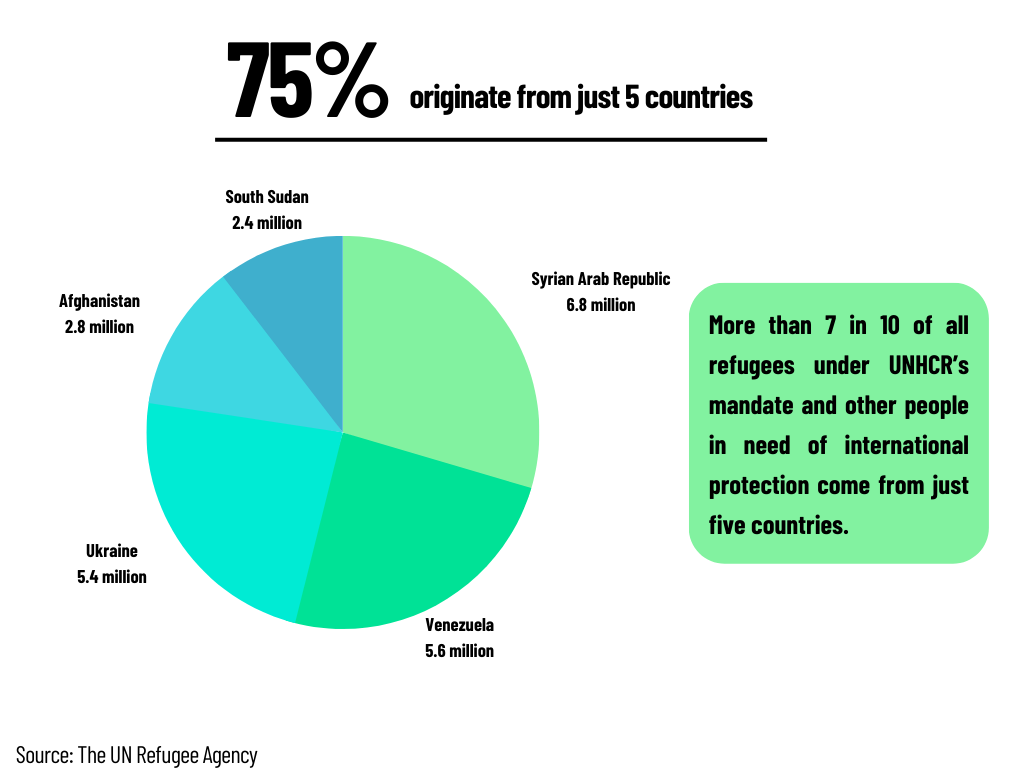 75% originate from just 5 countries
South Sudan
2.4 million
Syrian Arab Republic
6.8 million
Afghanistan
2.8 million
More than 7 in 10 of all
refugees under UNHCR’s
mandate and other people
in need of international
protection come from just
five countries.
Ukraine
5.4 million
Venezuela
5.6 million
Source: The UN Refugee Agency